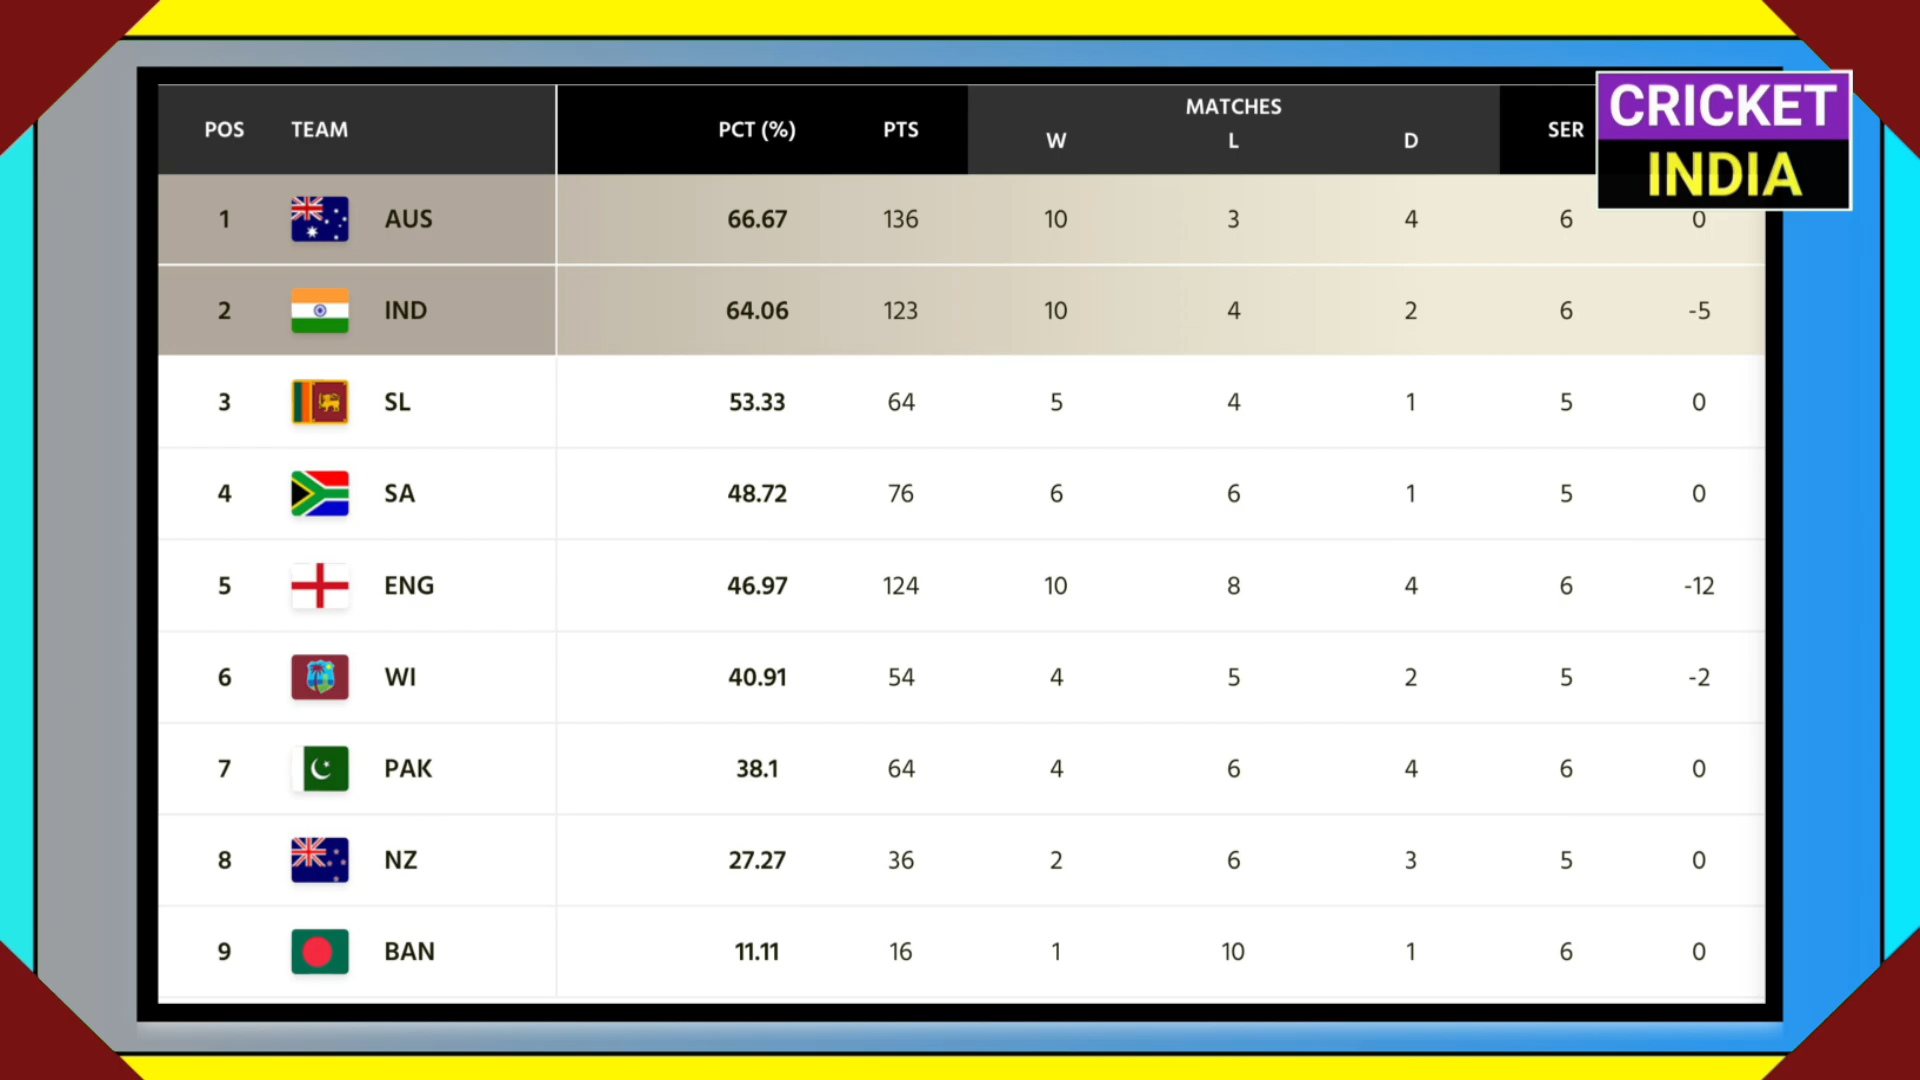 POS TEAM PCT (%) PTS MATCHES W L D SER
CRICKET
INDIA
1 AUS 66.67 136 10 3 4 6 0
2 IND 64.06 123 10 4 2 6 -5
3 SL 53.33 64 5 4 1 5 0
4 SA 48.72 76 6 6 1 5 0
5 ENG 46.97 124 10 8 4 6 -12
6 WI 40.91 54 4 5 2 5 -2
7 PAK 38.1 64 4 6 4 6 0
8 NZ 27.27 36 2 6 3 5 0
9 BAN 11.11 16 1 10 1 6 0